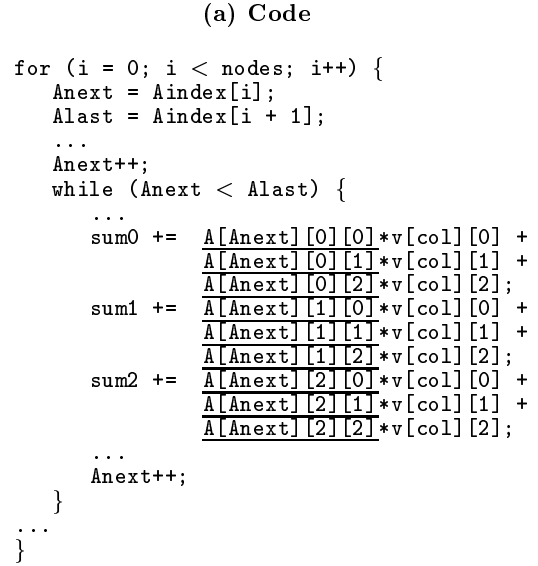 (a) Code
for (i = 0; i < nodes; i++) {
Anext = Aindex[i];
Alast = Aindex[i + 1];
...
Anext++;
while (Anext < Alast) {
...
sum0 += A[Anext][0][0]*v[col][0] +
A[Anext][0][1]*v[col][1] +
A[Anext][0][2]*v[col][2];
sum1 += A[Anext][1][0]*v[col][0] +
A[Anext][1][1]*v[col][1] +
A[Anext][1][2]*v[col][2];
sum2 += A[Anext][2][0]*v[col][0] +
A[Anext][2][1]*v[col][1] +
A[Anext][2][2]*v[col][2];
...
Anext++;
}
...
}